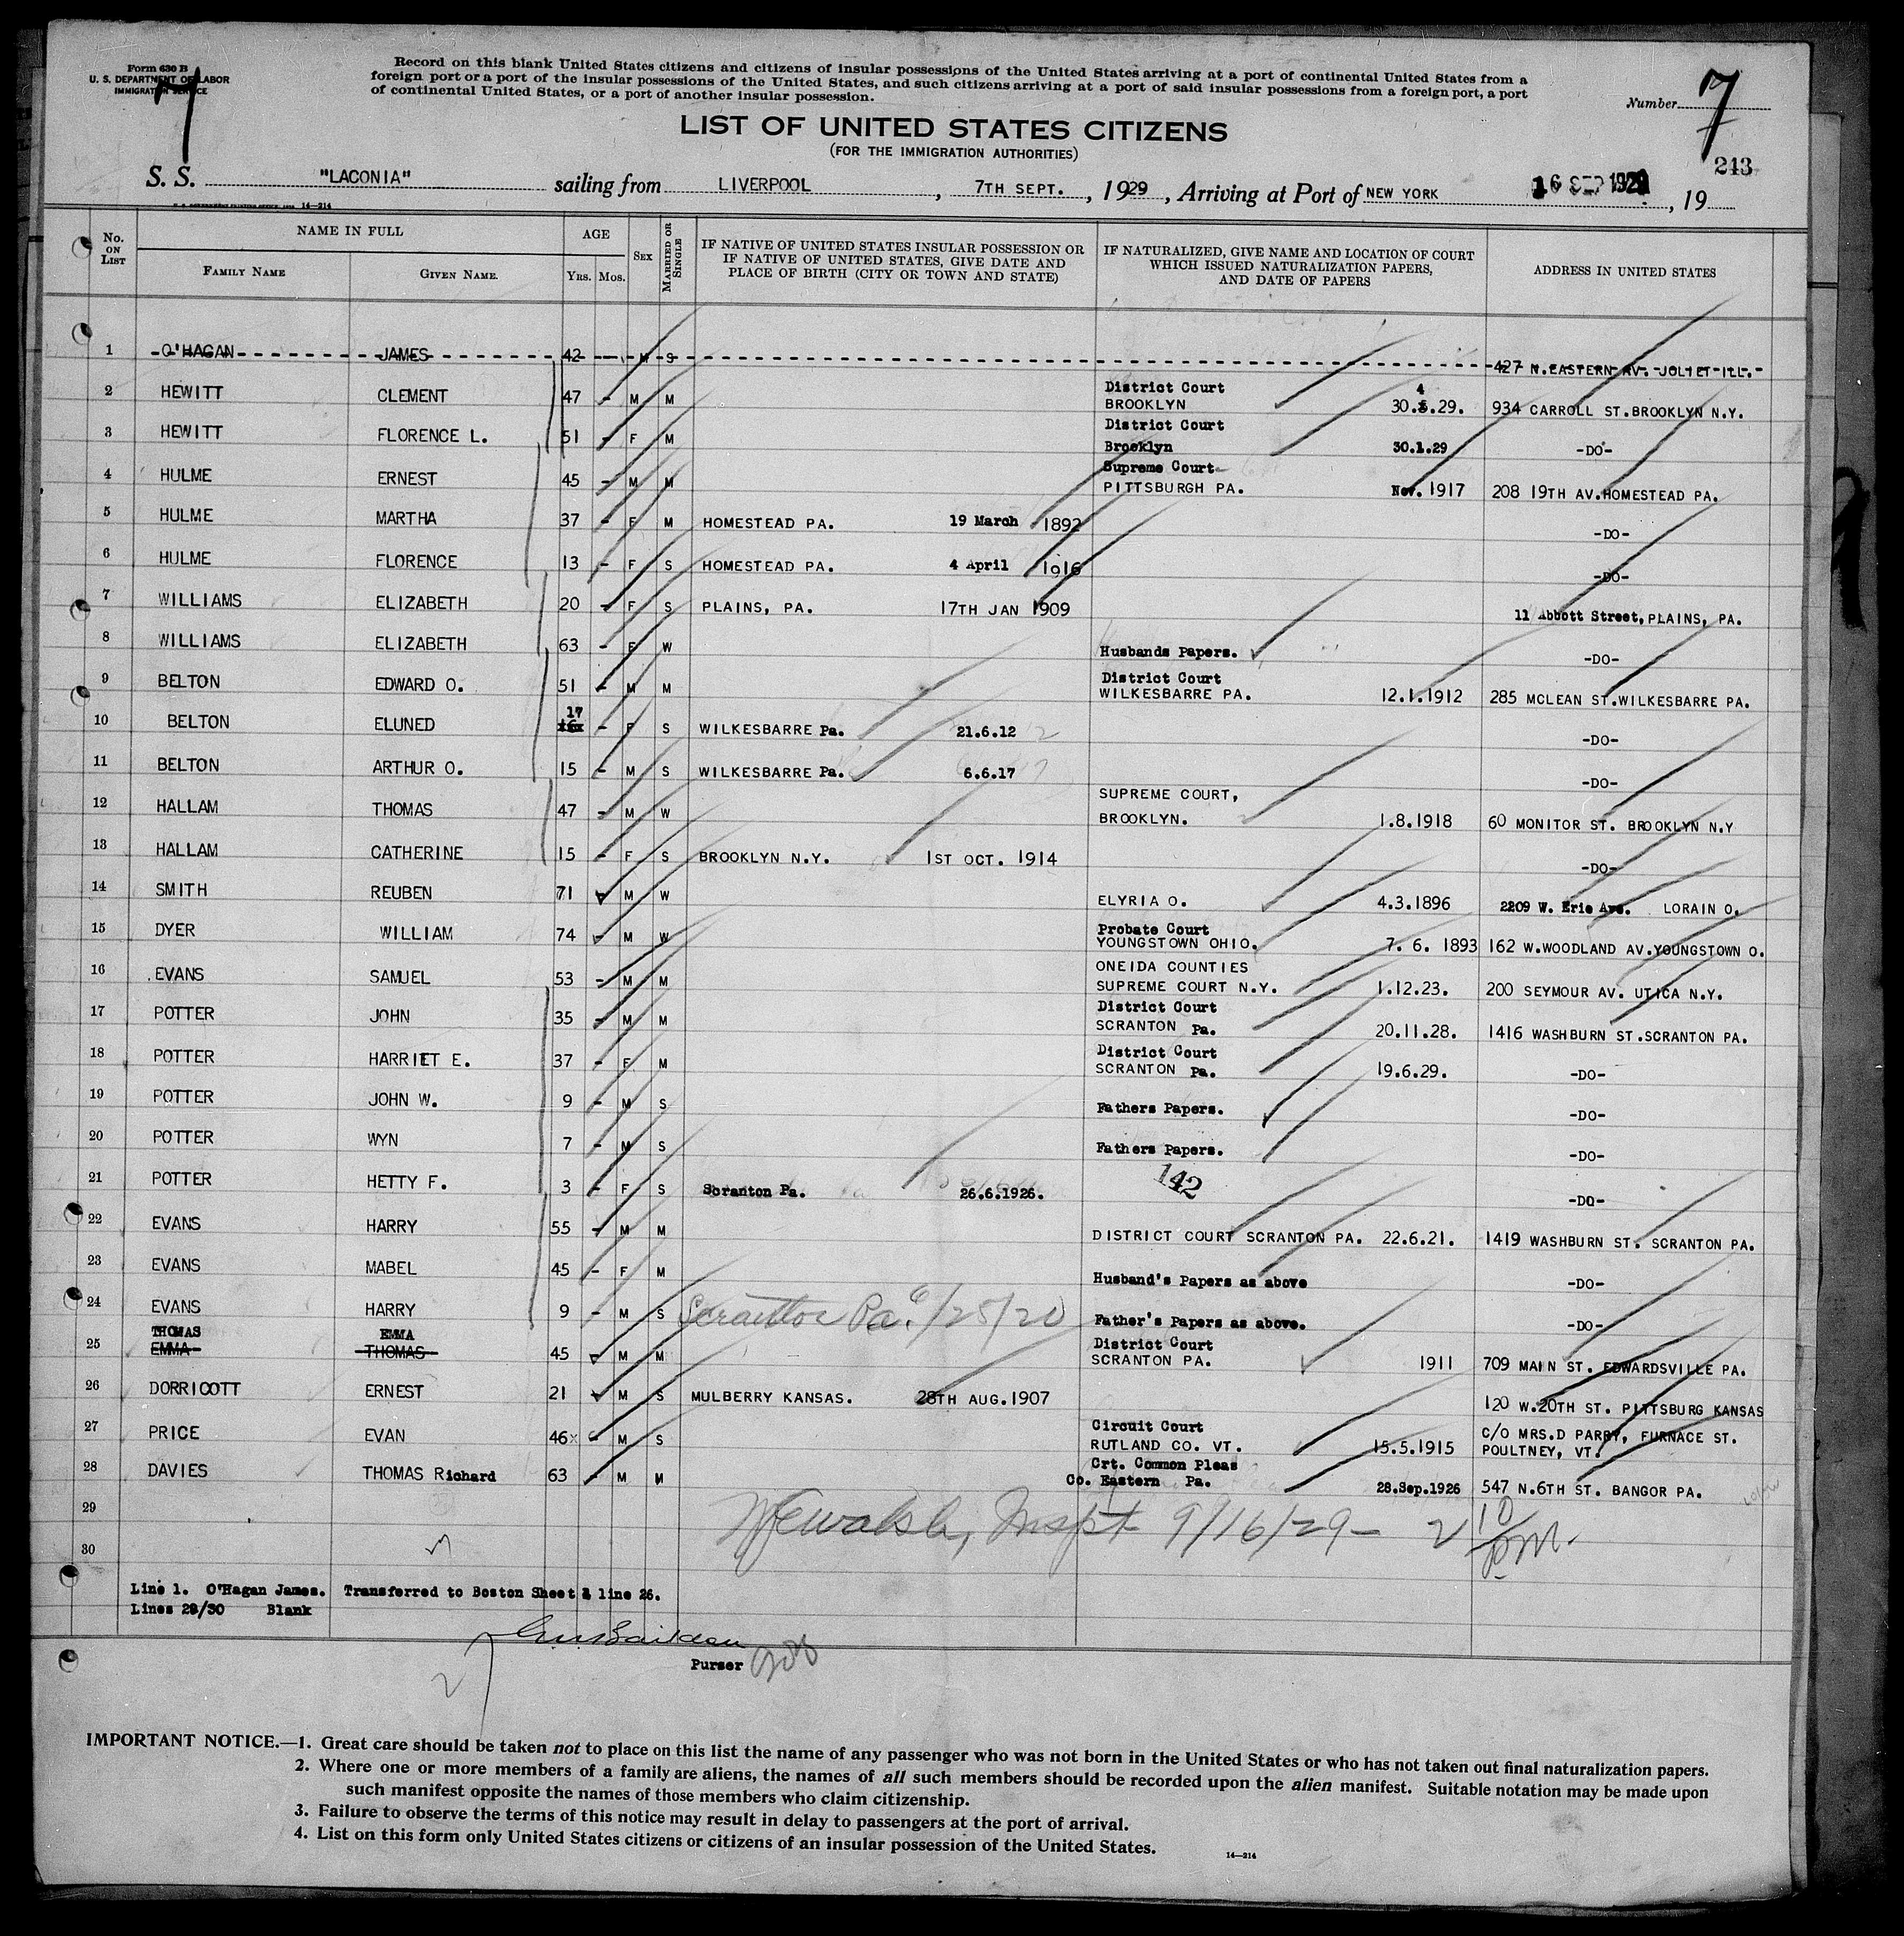 Form 630 B
U. S. DEPARTMENT OF LABOR
IMMIGRATION SERVICE
Record on this blank United States citizens and citizens of insular possessions of the United States arriving at a port of continental United States from a
foreign port or a port of the insular possessions of the United States, and such citizens arriving at a port of said insular possessions from a foreign port, a port
of continental United States, or a port of another insular possession.
Number 7
LIST OF UNITED STATES CITIZENS
(FOR THE IMMIGRATION AUTHORITIES)
243
S. S. "LACONIA" sailing from LIVERPOOL, 7TH SEPT., 1929, Arriving at Port of NEW YORK 16 SEP 1929, 19
14—214
No. ON LIST NAME IN FULL AGE SEX MARRIED OR SINGLE IF NATIVE OF UNITED STATES INSULAR POSSESSION OR IF NATIVE OF UNITED STATES, GIVE DATE AND PLACE OF BIRTH (CITY OR TOWN AND STATE) IF NATURALIZED, GIVE NAME AND LOCATION OF COURT WHICH ISSUED NATURALIZATION PAPERS, AND DATE OF PAPERS ADDRESS IN UNITED STATES
FAMILY NAME GIVEN NAME. YRS. MOS.
1 O'HAGAN JAMES 42 — M S 427 N.EASTERN AV. JOLIET ILL.
2 HEWITT CLEMENT 47 - M M District Court BROOKLYN 30.4.29. 934 CARROLL ST.BROOKLYN N.Y.
3 HEWITT FLORENCE L. 51 - F M District Court Brooklyn 30.1.29 -DO-
4 HULME ERNEST 45 - M M Supreme Court PITTSBURGH PA. Nov. 1917 208 19TH AV.HOMESTEAD PA.
5 HULME MARTHA 37 - F M HOMESTEAD PA. 19 March 1892 -DO-
6 HULME FLORENCE 13 - F S HOMESTEAD PA. 4 April 1916 -DO-
7 WILLIAMS ELIZABETH 20 - F S PLAINS, PA. 17TH JAN 1909 11 Abbott Street, PLAINS, PA.
8 WILLIAMS ELIZABETH 63 - F W Husbands Papers. -DO-
9 BELTON EDWARD O. 51 - M M District Court WILKESBARRE PA. 12.1.1912 285 MCLEAN ST.WILKESBARRE PA.
10 BELTON ELUNED 17 - F S WILKESBARRE Pa. 21.6.12 -DO-
11 BELTON ARTHUR O. 15 - M S WILKESBARRE Pa. 6.6.17 -DO-
12 HALLAM THOMAS 47 - M W SUPREME COURT, BROOKLYN. 1.8.1918 60 MONITOR ST. BROOKLYN N.Y
13 HALLAM CATHERINE 15 - F S BROOKLYN N.Y. 1ST OCT. 1914 -DO-
14 SMITH REUBEN 71 - M W ELYRIA O. 4.3.1896 2209 W. Erie Ave. LORAIN O.
15 DYER WILLIAM 74 - M W Probate Court YOUNGSTOWN OHIO. 7. 6. 1893 162 W.WOODLAND AV.YOUNGSTOWN O.
16 EVANS SAMUEL 53 - M M ONEIDA COUNTIES SUPREME COURT N.Y. 1.12.23. 200 SEYMOUR AV. UTICA N.Y.
17 POTTER JOHN 35 - M M District Court SCRANTON Pa. 20.11.28. 1416 WASHBURN ST.SCRANTON PA.
18 POTTER HARRIET E. 37 - F M District Court SCRANTON Pa. 19.6.29. -DO-
19 POTTER JOHN W. 9 - M S Fathers Papers. -DO-
20 POTTER WYN 7 - M S Fathers Papers. -DO-
142
21 POTTER HETTY F. 3 - F S Scranton Pa. 26.6.1926. -DO-
22 EVANS HARRY 55 - M M DISTRICT COURT SCRANTON PA. 22.6.21. 1419 WASHBURN ST. SCRANTON PA.
23 EVANS MABEL 45 - F M Husband's Papers as above -DO-
24 EVANS HARRY 9 - M S Scranton Pa. 6/25/20 Father's Papers as above. -DO-
THOMAS EMMA
25 EMMA THOMAS 45 - M M District Court SCRANTON PA. 1911 709 MAIN ST. EDWARDSVILLE PA.
26 DORRICOTT ERNEST 21 - M S MULBERRY KANSAS. 28TH AUG.1907 120 W.20TH ST. PITTSBURG KANSAS
27 PRICE EVAN 46 - M S Circuit Court RUTLAND CO. VT. 15.5.1915 C/O MRS.D PARRY, FURNACE ST. POULTNEY, VT.
28 DAVIES THOMAS Richard 63 - M M Crt. Common Pleas Co. Eastern Pa. 28.Sep.1926 547 N.6TH ST. BANGOR PA.
29
Walsh, Inspt 9/16/29 - 2 10 PM.
30
Line 1. O'Hagan James. Transferred to Boston Sheet line 26.
Lines 29/30 Blank
Purser
27
IMPORTANT NOTICE.—1. Great care should be taken not to place on this list the name of any passenger who was not born in the United States or who has not taken out final naturalization papers.
2. Where one or more members of a family are aliens, the names of all such members should be recorded upon the alien manifest. Suitable notation may be made upon
such manifest opposite the names of those members who claim citizenship.
3. Failure to observe the terms of this notice may result in delay to passengers at the port of arrival.
4. List on this form only United States citizens or citizens of an insular possession of the United States.
14—214